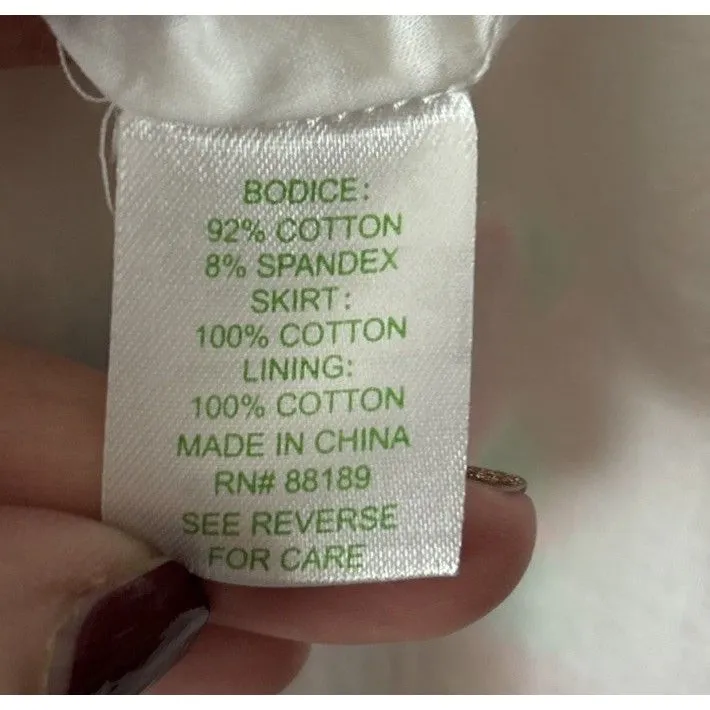 BODICE:
92% COTTON
8% SPANDEX
SKIRT:
100% COTTON
LINING:
100% COTTON
MADE IN CHINA
RN# 88189
SEE REVERSE
FOR CARE